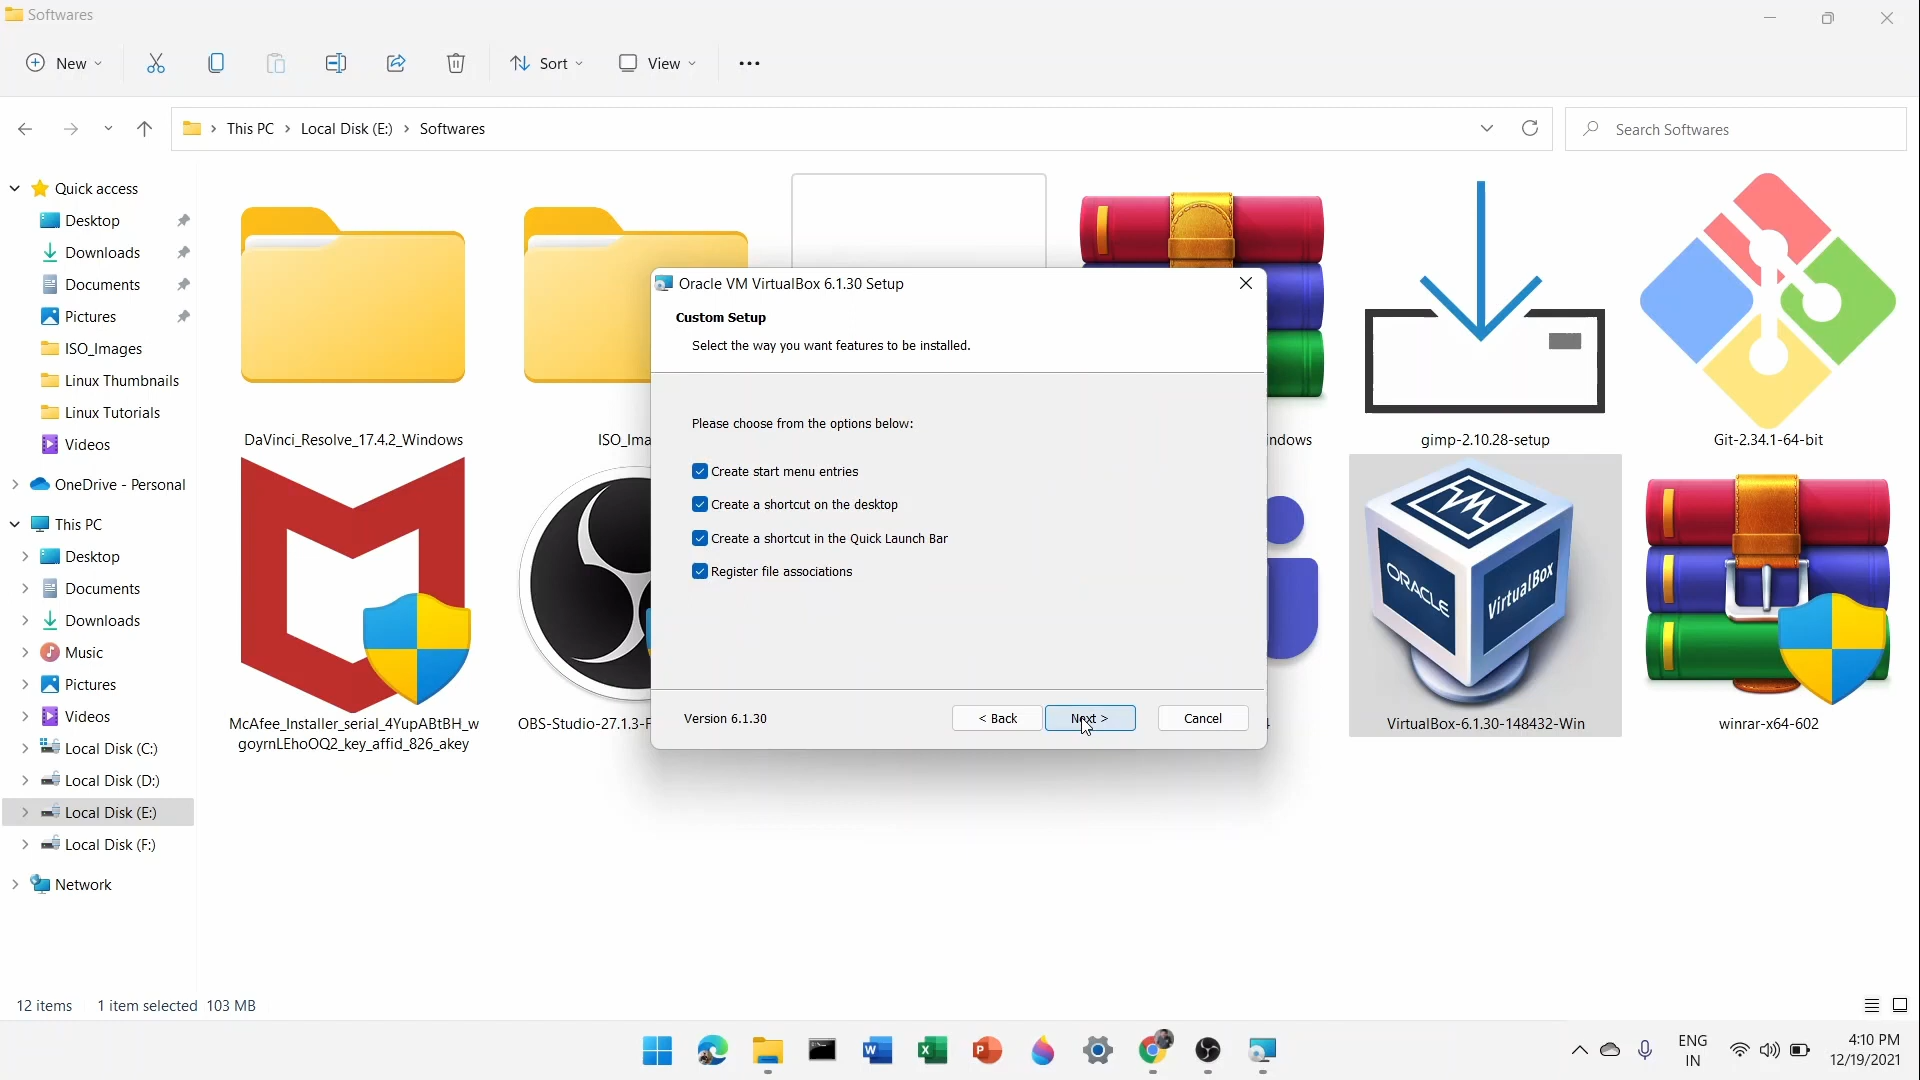 Softwares
New
Sort
View
This PC
Local Disk (E:)
Softwares
Search Softwares
Quick access
Desktop
Downloads
Documents
Pictures
ISO_Images
Linux Thumbnails
Linux Tutorials
Videos
OneDrive - Personal
This PC
Desktop
Documents
Downloads
Music
Pictures
Videos
Local Disk (C:)
Local Disk (D:)
Local Disk (E:)
Local Disk (F:)
Network
DaVinci_Resolve_17.4.2_Windows
ISO_Ima
indows
gimp-2.10.28-setup
Git-2.34.1-64-bit
McAfee_Installer_serial_4YupABtBH_w
goyrnLEhoOQ2_key_affid_826_akey
OBS-Studio-27.1.3-F
ORACLE
VirtualBox
VirtualBox-6.1.30-148432-Win
winrar-x64-602
Oracle VM VirtualBox 6.1.30 Setup
Custom Setup
Select the way you want features to be installed.
Please choose from the options below:
Create start menu entries
Create a shortcut on the desktop
Create a shortcut in the Quick Launch Bar
Register file associations
Version 6.1.30
< Back
Next >
Cancel
12 items
1 item selected 103 MB
ENG
IN
4:10 PM
12/19/2021